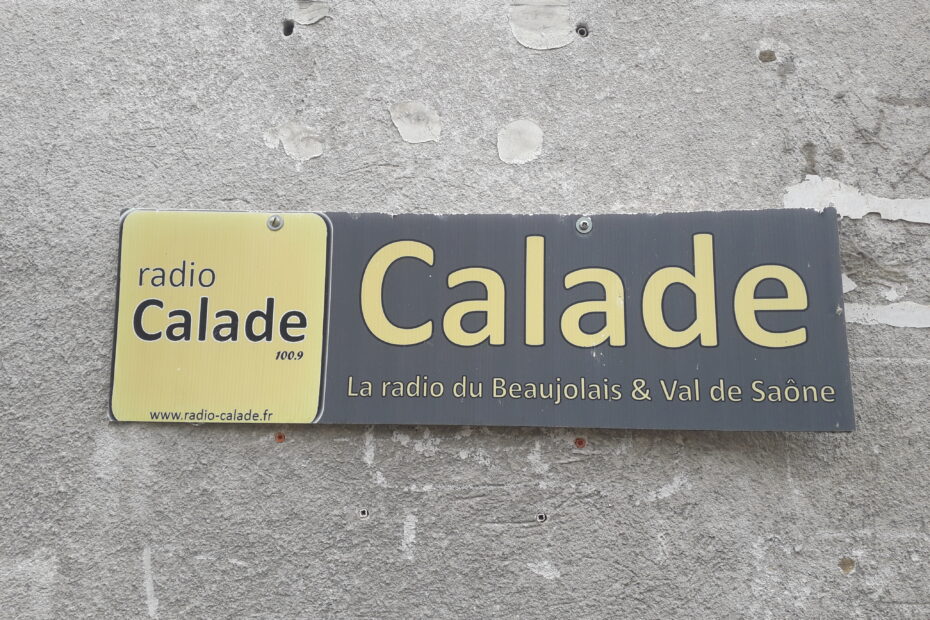 radio
Calade
100.9
www.radio-calade.fr
Calade
La radio du Beaujolais & Val de Saône